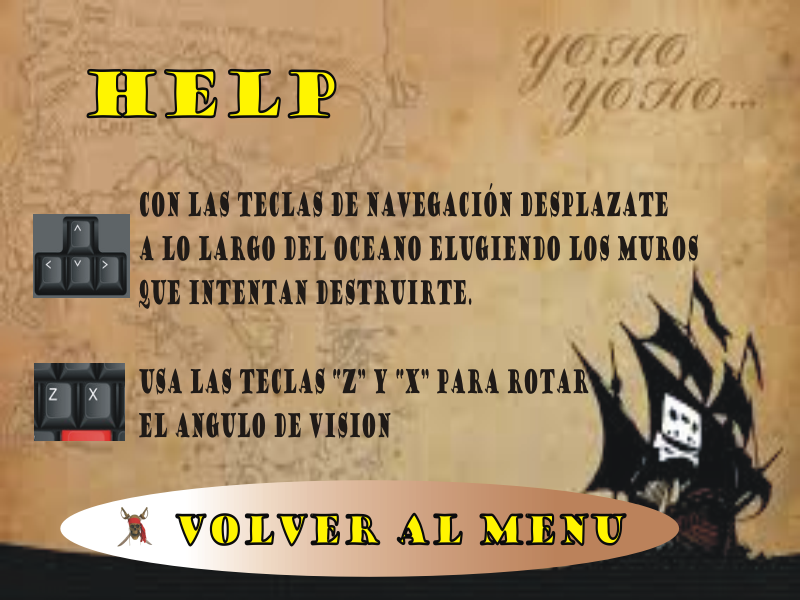 YOHO
YOHO...
HELP
CON LAS TECLAS DE NAVEGACIÓN DESPLAZATE
A LO LARGO DEL OCEANO ELUGIENDO LOS MUROS
QUE INTENTAN DESTRUIRTE.
Z X
USA LAS TECLAS "Z" Y "X" PARA ROTAR
EL ANGULO DE VISION
VOLVER AL MENU